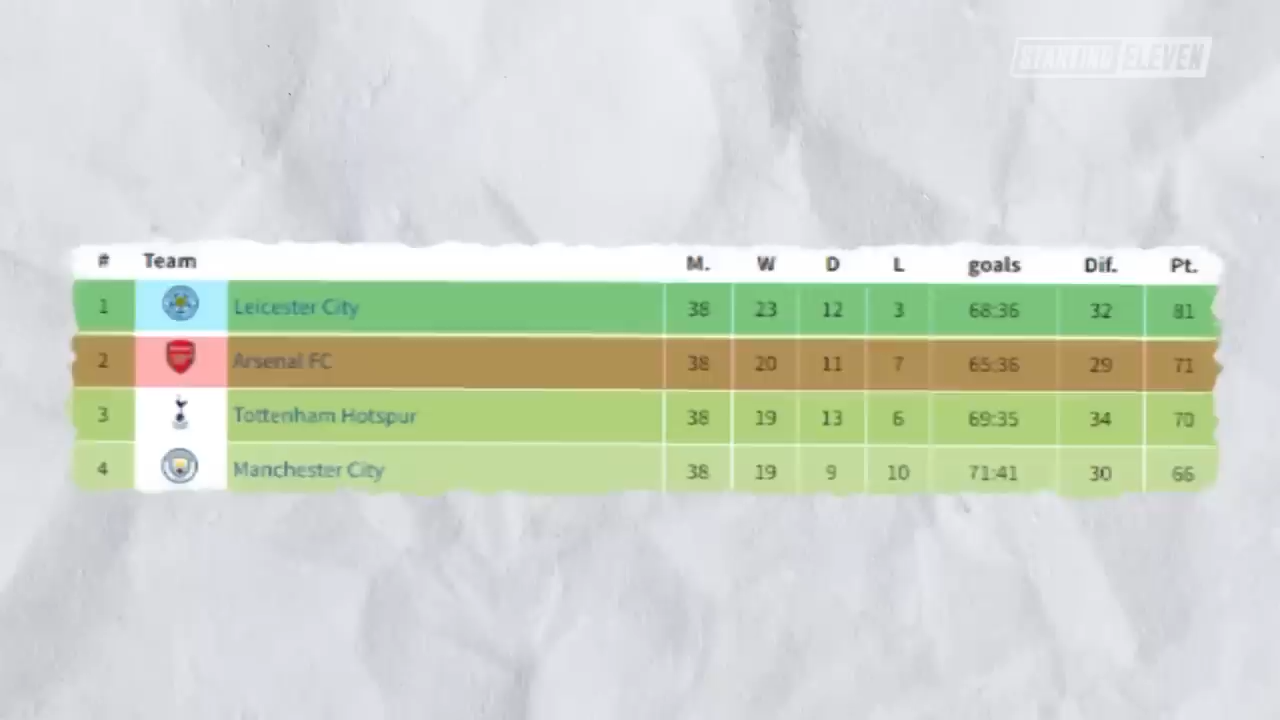 STARTING ELEVEN
# Team M. W D L goals Dif. Pt.
1 Leicester City 38 23 12 3 68:36 32 81
2 Arsenal FC 38 20 11 7 65:36 29 71
3 Tottenham Hotspur 38 19 13 6 69:35 34 70
4 Manchester City 38 19 9 10 71:41 30 66